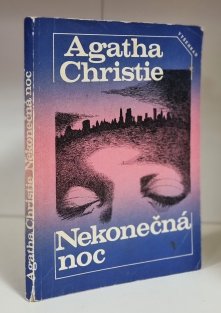 Agatha
Christie
Nekonečná
noc
Agatha Christie Nekonečná noc